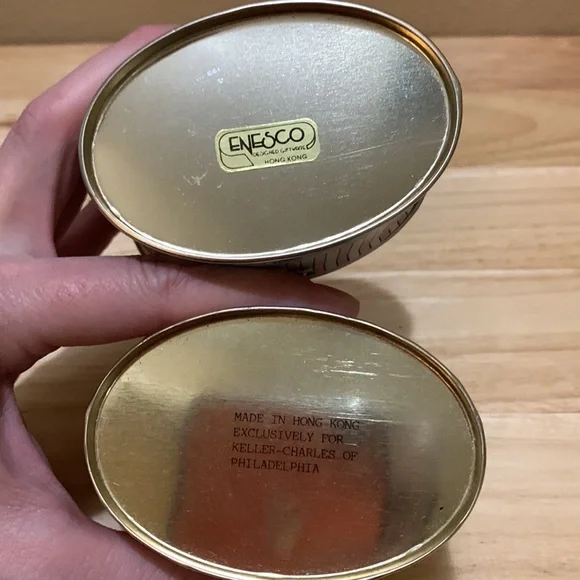 ENESCO
DESIGNED GIFTWARE
HONG KONG
MADE IN HONG KONG
EXCLUSIVELY FOR
KELLER-CHARLES OF
PHILADELPHIA